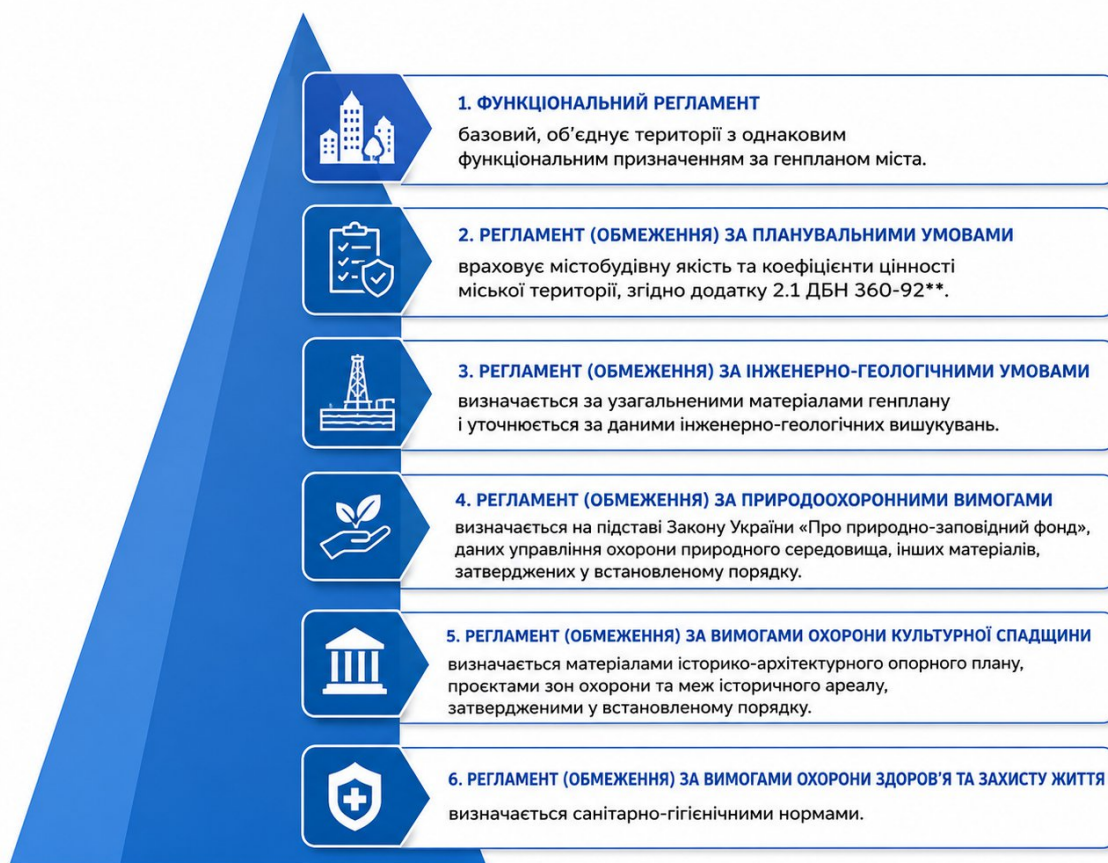 1. ФУНКЦІОНАЛЬНИЙ РЕГЛАМЕНТ
базовий, об’єднує території з однаковим
функціональним призначенням за генпланом міста.
2. РЕГЛАМЕНТ (ОБМЕЖЕННЯ) ЗА ПЛАНУВАЛЬНИМИ УМОВАМИ
враховує містобудівну якість та коефіцієнти цінності
міської території, згідно додатку 2.1 ДБН 360-92**.
3. РЕГЛАМЕНТ (ОБМЕЖЕННЯ) ЗА ІНЖЕНЕРНО-ГЕОЛОГІЧНИМИ УМОВАМИ
визначається за узагальненими матеріалами генплану
і уточнюється за даними інженерно-геологічних вишукувань.
4. РЕГЛАМЕНТ (ОБМЕЖЕННЯ) ЗА ПРИРОДООХОРОННИМИ ВИМОГАМИ
визначається на підставі Закону України «Про природно-заповідний фонд»,
даних управління охорони природного середовища, інших матеріалів,
затверджених у встановленому порядку.
5. РЕГЛАМЕНТ (ОБМЕЖЕННЯ) ЗА ВИМОГАМИ ОХОРОНИ КУЛЬТУРНОЇ СПАДЩИНИ
визначається матеріалами історико-архітектурного опорного плану,
проєктами зон охорони та меж історичного ареалу,
затвердженими у встановленому порядку.
6. РЕГЛАМЕНТ (ОБМЕЖЕННЯ) ЗА ВИМОГАМИ ОХОРОНИ ЗДОРОВ’Я ТА ЗАХИСТУ ЖИТТЯ
визначається санітарно-гігієнічними нормами.